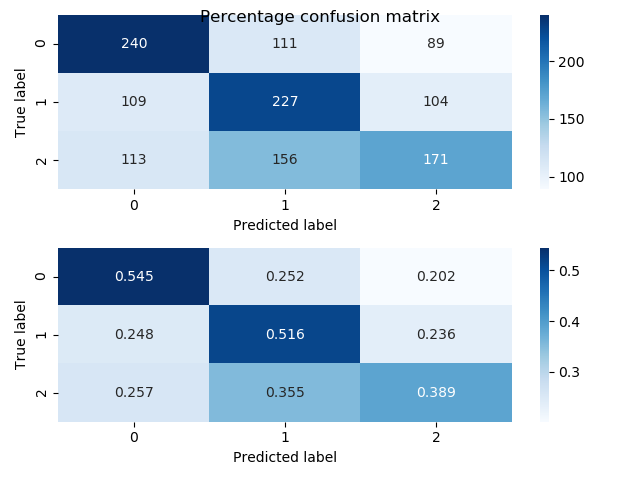 Percentage confusion matrix
True label
0 240 111 89
1 109 227 104
2 113 156 171
0 1 2
Predicted label
200
150
100
True label
0 0.545 0.252 0.202
1 0.248 0.516 0.236
2 0.257 0.355 0.389
0 1 2
Predicted label
0.5
0.4
0.3